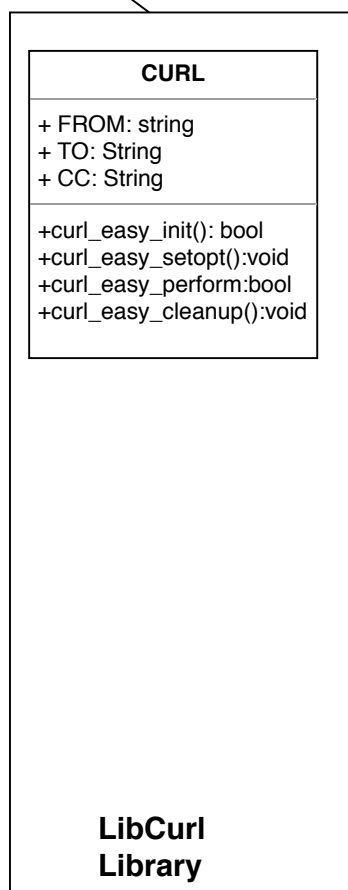 CURL
+ FROM: string
+ TO: String
+ CC: String
+curl_easy_init(): bool
+curl_easy_setopt():void
+curl_easy_perform:bool
+curl_easy_cleanup():void
LibCurl
Library